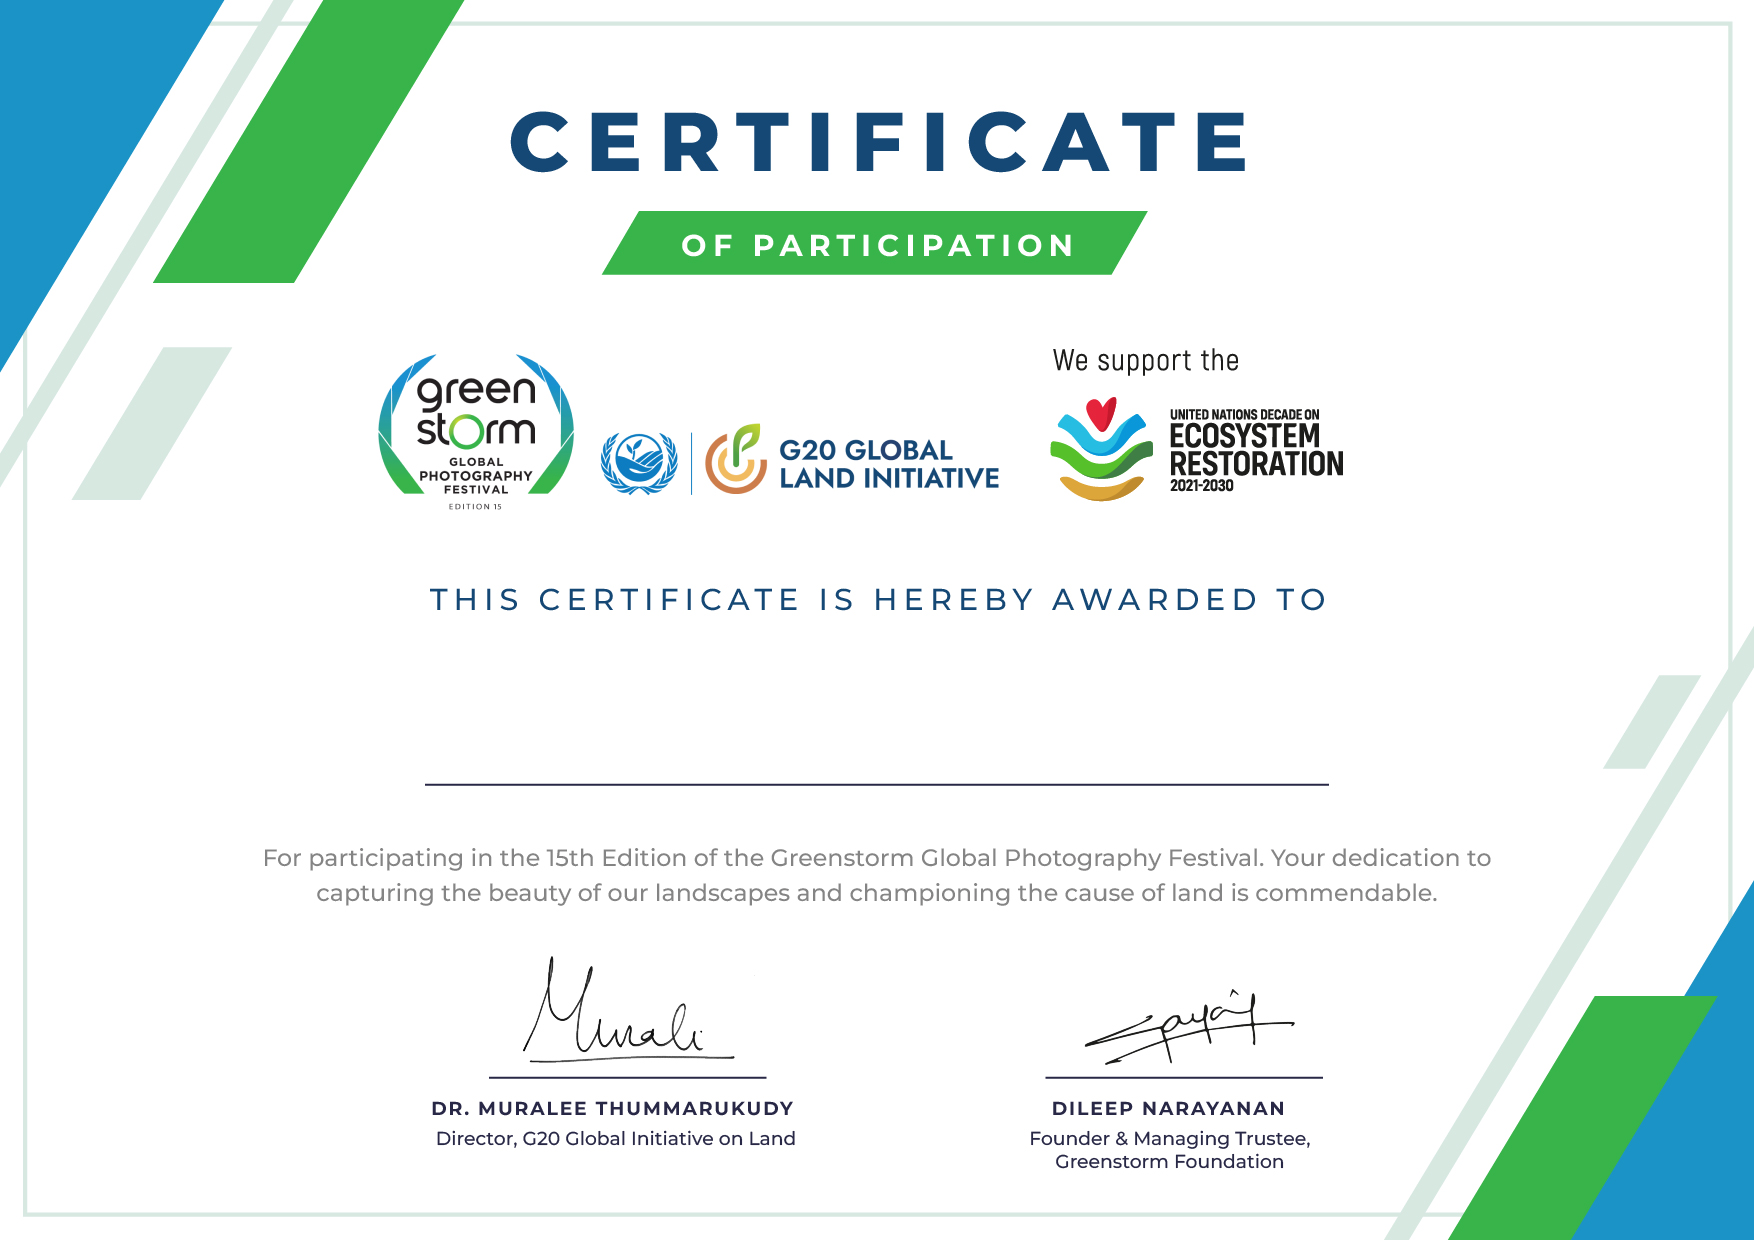 CERTIFICATE
OF PARTICIPATION
green
storm
GLOBAL
PHOTOGRAPHY
FESTIVAL
EDITION 15
G20 GLOBAL
LAND INITIATIVE
We support the
UNITED NATIONS DECADE ON
ECOSYSTEM
RESTORATION
2021-2030
THIS CERTIFICATE IS HEREBY AWARDED TO
For participating in the 15th Edition of the Greenstorm Global Photography Festival. Your dedication to
capturing the beauty of our landscapes and championing the cause of land is commendable.
Murali
DR. MURALEE THUMMARUKUDY
Director, G20 Global Initiative on Land
DILEEP NARAYANAN
Founder & Managing Trustee,
Greenstorm Foundation